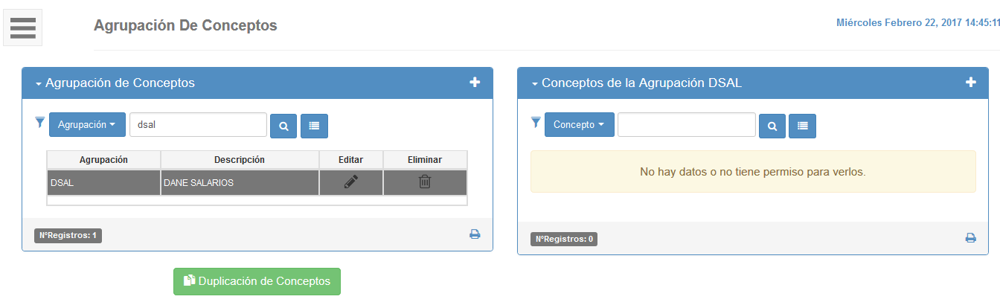 Agrupación De Conceptos
Miércoles Febrero 22, 2017 14:45:11
Agrupación de Conceptos
Agrupación
dsal
Agrupación Descripción Editar Eliminar
DSAL DANE SALARIOS
N°Registros: 1
Duplicación de Conceptos
Conceptos de la Agrupación DSAL
Concepto
No hay datos o no tiene permiso para verlos.
N°Registros: 0